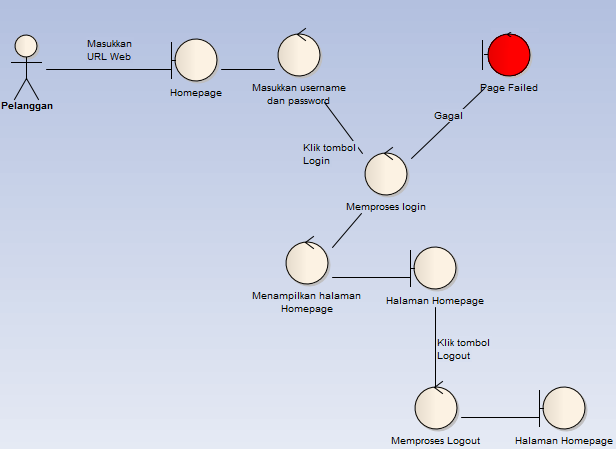 Masukkan
URL Web
Pelanggan
Homepage
Masukkan username
dan password
Page Failed
Gagal
Klik tombol
Login
Memproses login
Menampilkan halaman
Homepage
Halaman Homepage
Klik tombol
Logout
Memproses Logout
Halaman Homepage